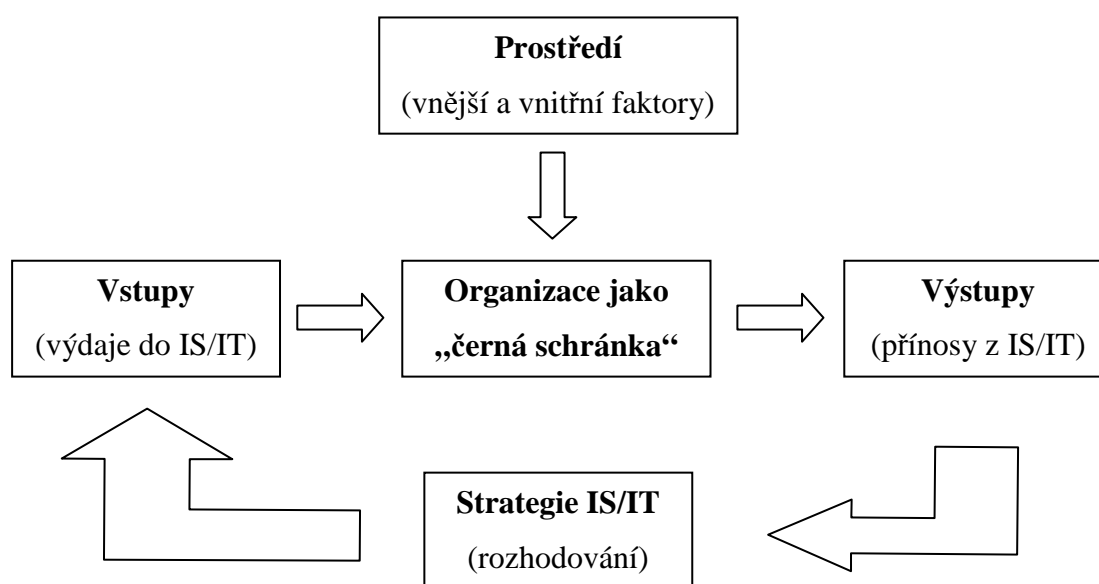 Prostředí
(vnější a vnitřní faktory)
Vstupy
(výdaje do IS/IT)
Organizace jako
„černá schránka“
Výstupy
(přínosy z IS/IT)
Strategie IS/IT
(rozhodování)